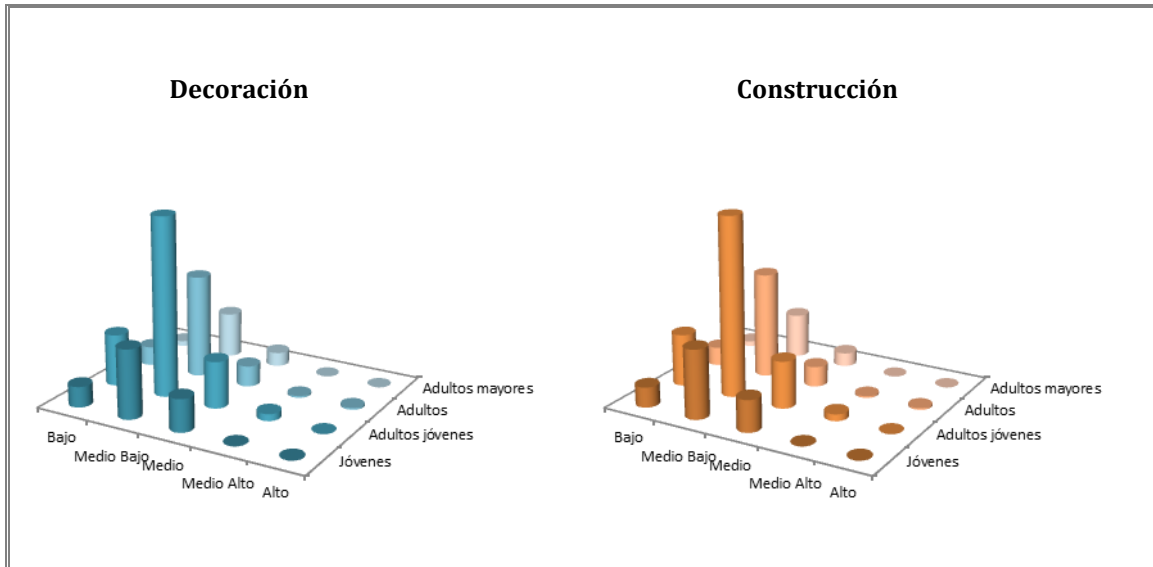 Decoración
Bajo
Medio Bajo
Medio
Medio Alto
Alto
Jóvenes
Adultos jóvenes
Adultos
Adultos mayores
Construcción
Bajo
Medio Bajo
Medio
Medio Alto
Alto
Jóvenes
Adultos jóvenes
Adultos
Adultos mayores